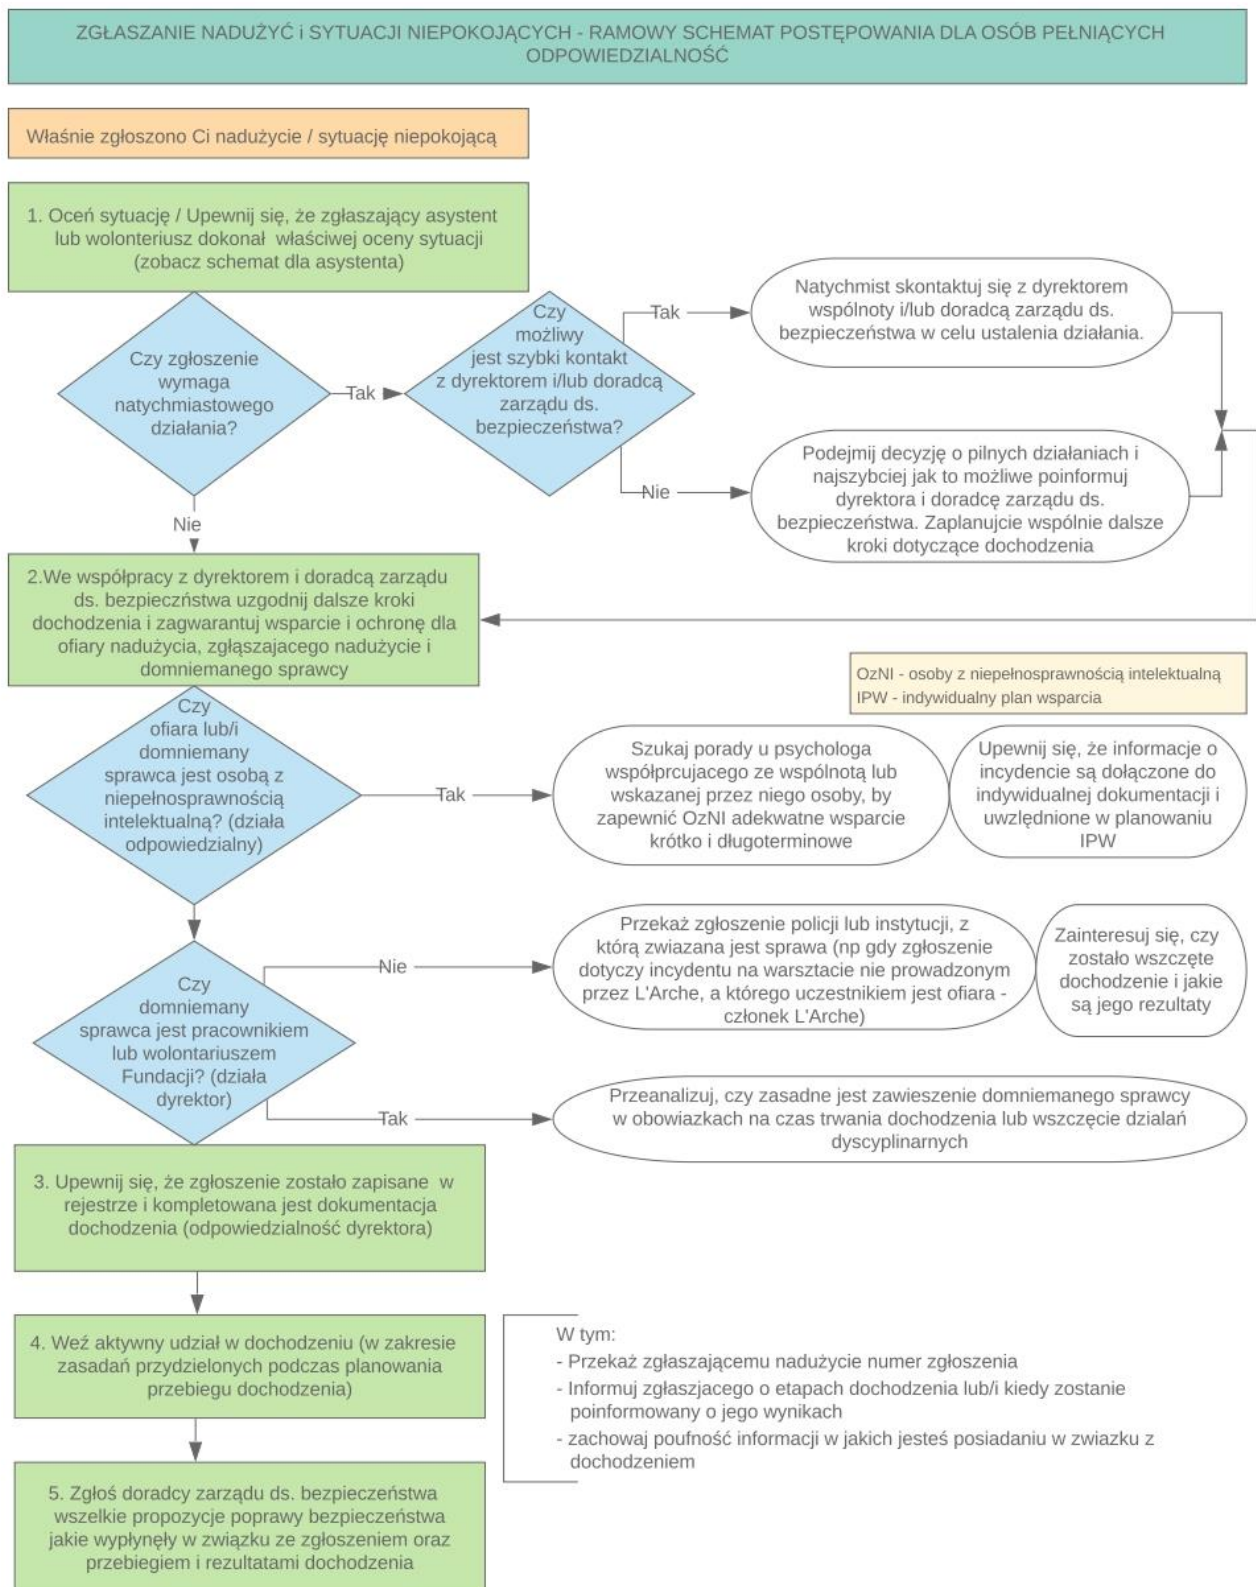 ZGŁASZANIE NADUŻYĆ i SYTUACJI NIEPOKOJĄCYCH - RAMOWY SCHEMAT POSTĘPOWANIA DLA OSÓB PEŁNIĄCYCH
ODPOWIEDZIALNOŚĆ
Właśnie zgłoszono Ci nadużycie / sytuację niepokojącą
1. Oceń sytuację / Upewnij się, że zgłaszający asystent
lub wolonteriusz dokonał właściwej oceny sytuacji
(zobacz schemat dla asystenta)
Czy zgłoszenie
wymaga
natychmiastowego
działania?
Tak
Czy
możliwy
jest szybki kontakt
z dyrektorem i/lub doradcą
zarządu ds.
bezpieczeństwa?
Tak
Natychmist skontaktuj się z dyrektorem
wspólnoty i/lub doradcą zarządu ds.
bezpieczeństwa w celu ustalenia działania.
Nie
Podejmij decyzję o pilnych działaniach i
najszybciej jak to możliwe poinformuj
dyrektora i doradcę zarządu ds.
bezpieczeństwa. Zaplanujcie wspólnie dalsze
kroki dotyczące dochodzenia
Nie
2.We współpracy z dyrektorem i doradcą zarządu
ds. bezpieczństwa uzgodnij dalsze kroki
dochodzenia i zagwarantuj wsparcie i ochronę dla
ofiary nadużycia, zgłąszajacego nadużycie i
domniemanego sprawcy
OzNI - osoby z niepełnosprawnością intelektualną
IPW - indywidualny plan wsparcia
Czy
ofiara lub/i
domniemany
sprawca jest osobą z
niepełnosprawnością
intelektualną? (działa
odpowiedzialny)
Tak
Szukaj porady u psychologa
współprcujacego ze wspólnotą lub
wskazanej przez niego osoby, by
zapewnić OzNI adekwatne wsparcie
krótko i długoterminowe
Upewnij się, że informacje o
incydencie są dołączone do
indywidualnej dokumentacji i
uwzlędnione w planowaniu
IPW
Czy
domniemany
sprawca jest pracownikiem
lub wolontariuszem
Fundacji? (działa
dyrektor)
Nie
Przekaż zgłoszenie policji lub instytucji, z
którą zwiazana jest sprawa (np gdy zgłoszenie
dotyczy incydentu na warsztacie nie prowadzonym
przez L'Arche, a którego uczestnikiem jest ofiara -
członek L'Arche)
Zainteresuj się, czy
zostało wszczęte
dochodzenie i jakie
są jego rezultaty
Tak
Przeanalizuj, czy zasadne jest zawieszenie domniemanego sprawcy
w obowiazkach na czas trwania dochodzenia lub wszczęcie dzialań
dyscyplinarnych
3. Upewnij się, że zgłoszenie zostało zapisane w
rejestrze i kompletowana jest dokumentacja
dochodzenia (odpowiedzialność dyrektora)
4. Weź aktywny udział w dochodzeniu (w zakresie
zasadań przydzielonych podczas planowania
przebiegu dochodzenia)
W tym:
- Przekaż zgłaszającemu nadużycie numer zgłoszenia
- Informuj zgłaszjacego o etapach dochodzenia lub/i kiedy zostanie
poinformowany o jego wynikach
- zachowaj poufność informacji w jakich jesteś posiadaniu w zwiazku z
dochodzeniem
5. Zgłoś doradcy zarządu ds. bezpieczeństwa
wszelkie propozycje poprawy bezpieczeństwa
jakie wypłynęły w związku ze zgłoszeniem oraz
przebiegiem i rezultatami dochodzenia